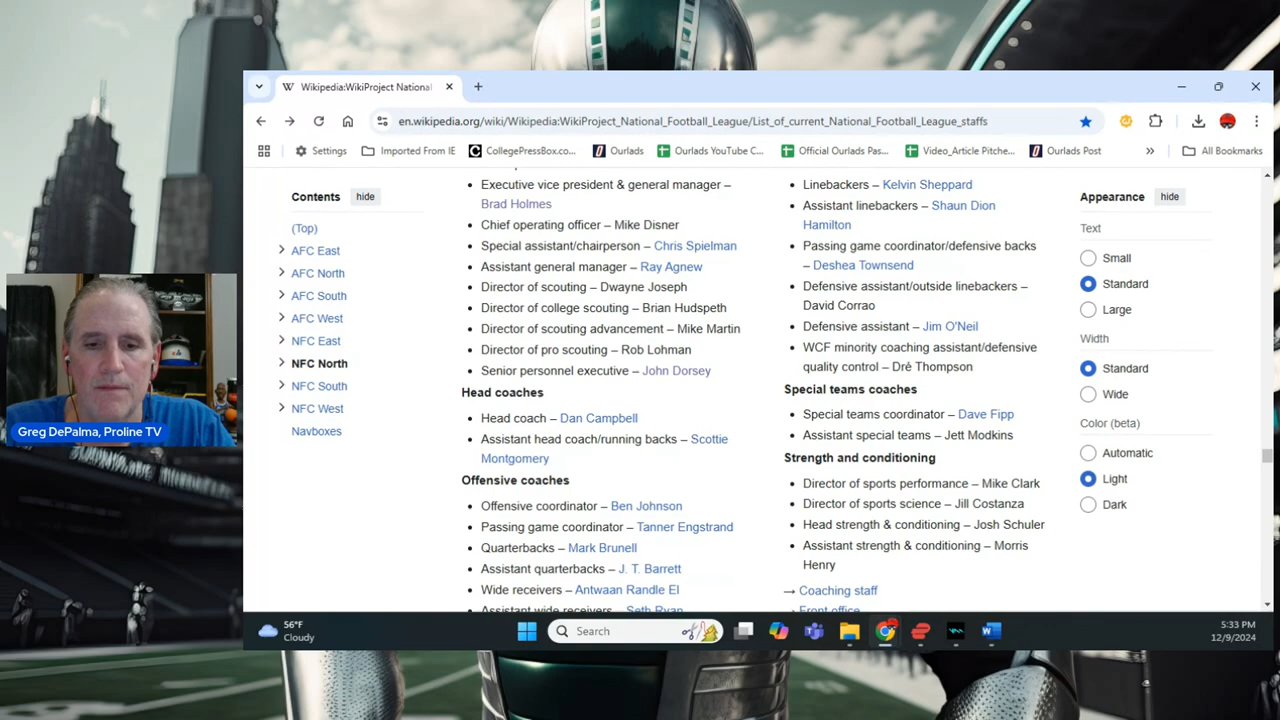 Wikipedia:WikiProject National
en.wikipedia.org/wiki/Wikipedia:WikiProject_National_Football_League/List_of_current_National_Football_League_staffs
Settings
Imported From IE
CollegePressBox.co...
Ourlads
Ourlads YouTube C...
Official Ourlads Pas...
Video_Article Pitche...
Ourlads Post
»
All Bookmarks
Contents
hide
(Top)
AFC East
AFC North
AFC South
AFC West
NFC East
NFC North
NFC South
NFC West
Navboxes
Executive vice president & general manager –
Brad Holmes
Chief operating officer – Mike Disner
Special assistant/chairperson – Chris Spielman
Assistant general manager – Ray Agnew
Director of scouting – Dwayne Joseph
Director of college scouting – Brian Hudspeth
Director of scouting advancement – Mike Martin
Director of pro scouting – Rob Lohman
Senior personnel executive – John Dorsey
Head coaches
Head coach – Dan Campbell
Assistant head coach/running backs – Scottie
Montgomery
Offensive coaches
Offensive coordinator – Ben Johnson
Passing game coordinator – Tanner Engstrand
Quarterbacks – Mark Brunell
Assistant quarterbacks – J. T. Barrett
Wide receivers – Antwaan Randle El
Assistant wide receivers – Seth Ryan
Linebackers – Kelvin Sheppard
Assistant linebackers – Shaun Dion
Hamilton
Passing game coordinator/defensive backs
– Deshea Townsend
Defensive assistant/outside linebackers –
David Corrao
Defensive assistant – Jim O'Neil
WCF minority coaching assistant/defensive
quality control – Dré Thompson
Special teams coaches
Special teams coordinator – Dave Fipp
Assistant special teams – Jett Modkins
Strength and conditioning
Director of sports performance – Mike Clark
Director of sports science – Jill Costanza
Head strength & conditioning – Josh Schuler
Assistant strength & conditioning – Morris
Henry
→ Coaching staff
Front office
Appearance
hide
Text
Small
Standard
Large
Width
Standard
Wide
Color (beta)
Automatic
Light
Dark
Greg DePalma, Proline TV
56°F
Cloudy
Search
5:33 PM
12/9/2024